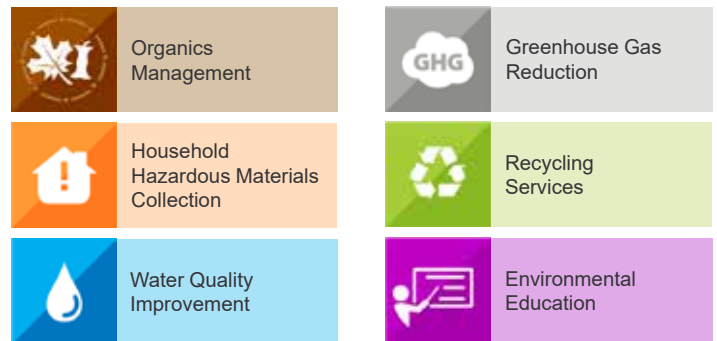 Organics
Management
GHG
Greenhouse Gas
Reduction
!
Household
Hazardous Materials
Collection
Recycling
Services
Water Quality
Improvement
Environmental
Education